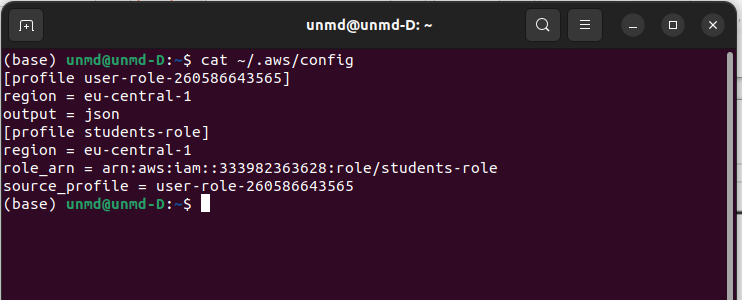 unmd@unmd-D: ~
(base) unmd@unmd-D:~$ cat ~/.aws/config
[profile user-role-260586643565]
region = eu-central-1
output = json
[profile students-role]
region = eu-central-1
role_arn = arn:aws:iam::333982363628:role/students-role
source_profile = user-role-260586643565
(base) unmd@unmd-D:~$